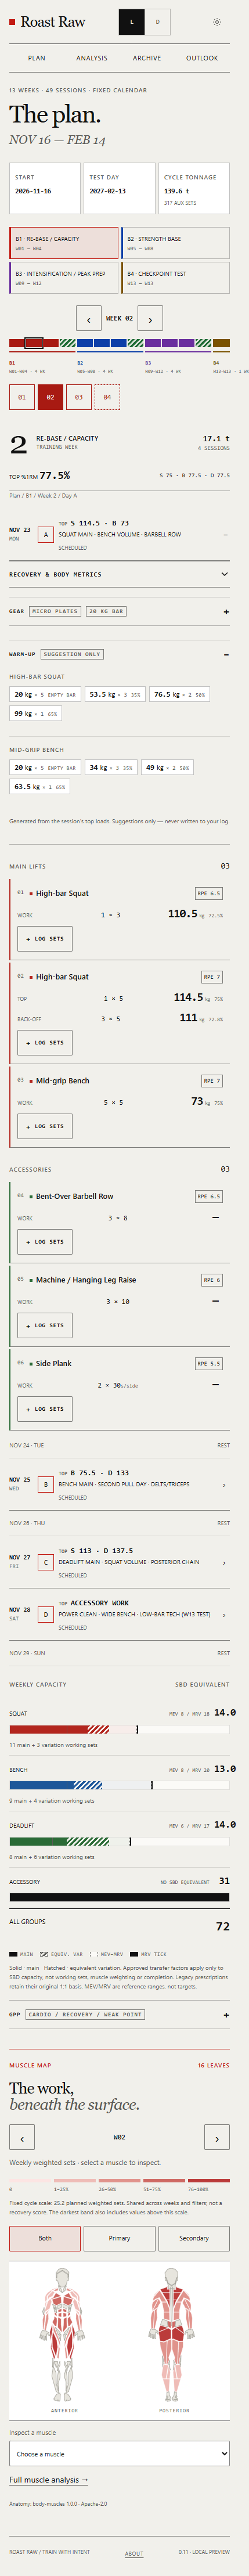 Roast Raw
L D
PLAN ANALYSIS ARCHIVE OUTLOOK
13 WEEKS · 49 SESSIONS · FIXED CALENDAR
The plan.
NOV 16 — FEB 14
START
2026-11-16
TEST DAY
2027-02-13
CYCLE TONNAGE
139.6 t
317 AUX SETS
B1 · RE-BASE / CAPACITY
W01 — W04
B2 · STRENGTH BASE
W05 — W08
B3 · INTENSIFICATION / PEAK PREP
W09 — W12
B4 · CHECKPOINT TEST
W13 — W13
‹ WEEK 02 ›
B1 B2 B3 B4
W01–W04 · 4 WK W05–W08 · 4 WK W09–W12 · 4 WK W13–W13 · 1
01 02 03 04
2
RE-BASE / CAPACITY
TRAINING WEEK
17.1 t
4 SESSIONS
TOP %1RM 77.5%
S 75 · B 77.5 · D 77.5
Plan / B1 / Week 2 / Day A
NOV 23
MON
A
TOP S 114.5 · B 73
SQUAT MAIN · BENCH VOLUME · BARBELL ROW
SCHEDULED
–
RECOVERY & BODY METRICS
GEAR MICRO PLATES 20 KG BAR +
WARM-UP SUGGESTION ONLY –
HIGH-BAR SQUAT
20 kg × 5 EMPTY BAR 53.5 kg × 3 35% 76.5 kg × 2 50%
99 kg × 1 65%
MID-GRIP BENCH
20 kg × 5 EMPTY BAR 34 kg × 3 35% 49 kg × 2 50%
63.5 kg × 1 65%
Generated from the session's top loads. Suggestions only — never written to your log.
MAIN LIFTS 03
01 High-bar Squat RPE 6.5
WORK 1 × 3 110.5 kg 72.5%
+ LOG SETS
02 High-bar Squat RPE 7
TOP 1 × 5 114.5 kg 75%
BACK-OFF 3 × 5 111 kg 72.8%
+ LOG SETS
03 Mid-grip Bench RPE 7
WORK 5 × 5 73 kg 75%
+ LOG SETS
ACCESSORIES 03
04 Bent-Over Barbell Row RPE 6.5
WORK 3 × 8 —
+ LOG SETS
05 Machine / Hanging Leg Raise RPE 6
WORK 3 × 10 —
+ LOG SETS
06 Side Plank RPE 5.5
WORK 2 × 30s/side —
+ LOG SETS
NOV 24 · TUE REST
NOV 25
WED
B
TOP B 75.5 · D 133
BENCH MAIN · SECOND PULL DAY · DELTS/TRICEPS
SCHEDULED
›
NOV 26 · THU REST
NOV 27
FRI
C
TOP S 113 · D 137.5
DEADLIFT MAIN · SQUAT VOLUME · POSTERIOR CHAIN
SCHEDULED
›
NOV 28
SAT
D
TOP ACCESSORY WORK
POWER CLEAN · WIDE BENCH · LOW-BAR TECH (W13 TEST)
SCHEDULED
›
NOV 29 · SUN REST
WEEKLY CAPACITY SBD EQUIVALENT
SQUAT MEV 8 / MRV 18 14.0
11 main + 3 variation working sets
BENCH MEV 8 / MRV 20 13.0
9 main + 4 variation working sets
DEADLIFT MEV 6 / MRV 17 14.0
8 main + 6 variation working sets
ACCESSORY NO SBD EQUIVALENT 31
ALL GROUPS 72
MAIN EQUIV. VAR MEV–MRV MRV TICK
Solid · main Hatched · equivalent variation. Approved transfer factors apply only to
SBD capacity, not working sets, muscle weighting or completion. Legacy prescriptions
retain their original 1:1 basis. MEV/MRV are reference ranges, not targets.
GPP CARDIO / RECOVERY / WEAK POINT +
MUSCLE MAP 16 LEAVES
The work,
beneath the surface.
‹ W02 ›
Weekly weighted sets · select a muscle to inspect.
0 1–25% 26–50% 51–75% 76–100%
Fixed cycle scale: 25.2 planned weighted sets. Shared across weeks and filters; not a
recovery score. The darkest band also includes values above this scale.
Both Primary Secondary
ANTERIOR POSTERIOR
Inspect a muscle
Choose a muscle
Full muscle analysis →
Anatomy: body-muscles 1.0.0 · Apache-2.0
ROAST RAW / TRAIN WITH INTENT ABOUT 0.11 · LOCAL PREVIEW